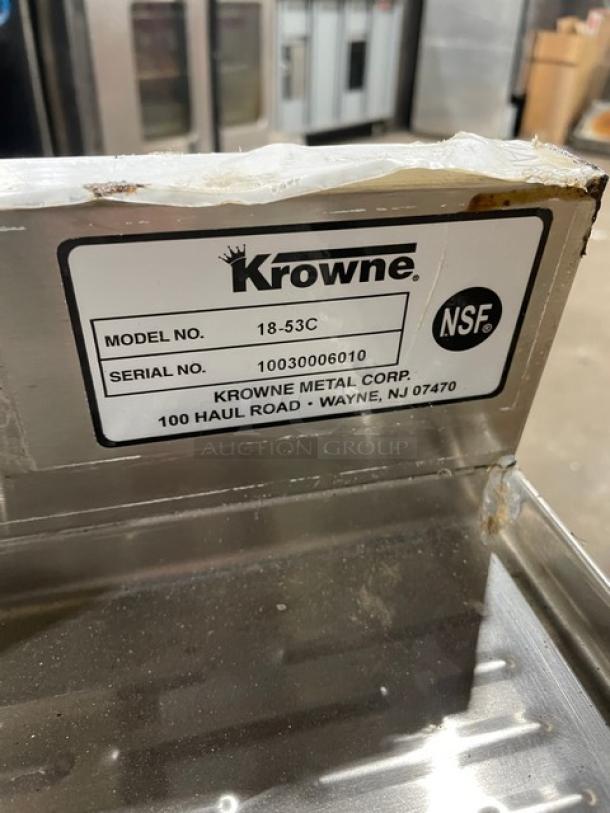 Krowne®
MODEL NO. 18-53C
SERIAL NO. 10030006010
NSF®
KROWNE METAL CORP.
100 HAUL ROAD • WAYNE, NJ 07470
AUCTION GROUP